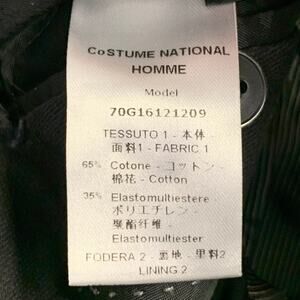 CoSTUME NATIONAL
HOMME
Model
70G16121209
TESSUTO 1 - 本体 -
面料1 - FABRIC 1
65% Cotone - コットン -
棉花 - Cotton
35% Elastomultiestere
ポリエチレン -
聚酯纤维 -
Elastomultiester
FODERA 2 - 裏地 - 里料2
LINING 2